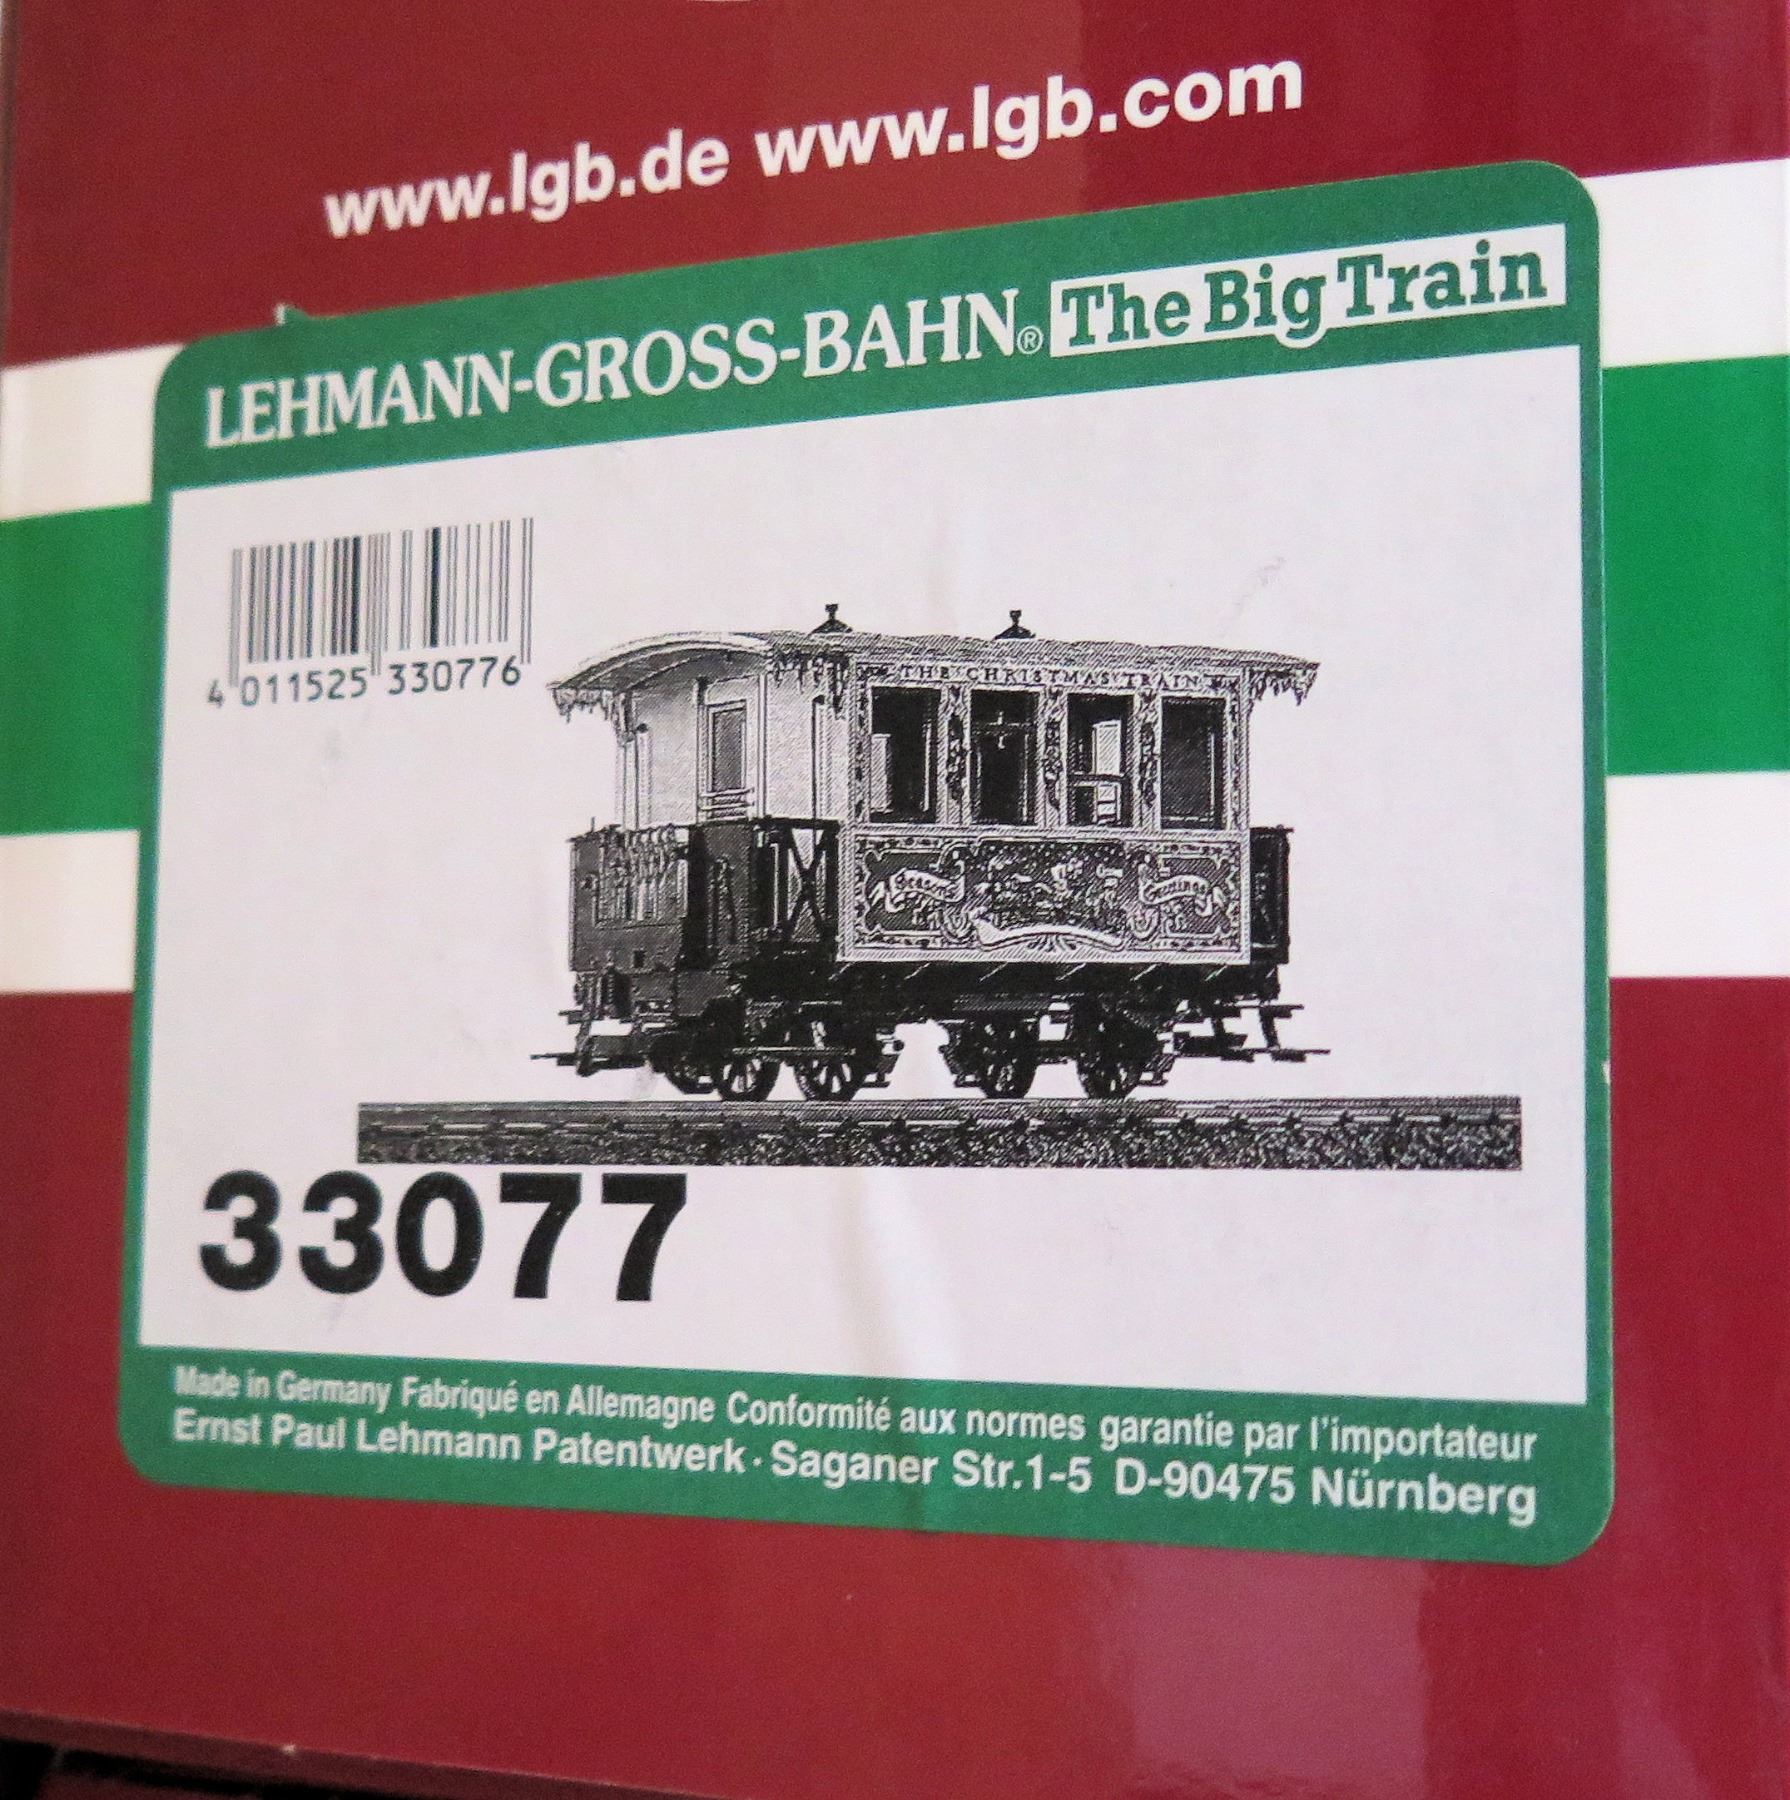 www.lgb.de www.lgb.com
LEHMANN-GROSS-BAHN® The Big Train
4 011525 330776
THE CHRISTMAS TRAIN
Season's Greetings
33077
Made in Germany Fabriqué en Allemagne Conformité aux normes garantie par l'importateur
Ernst Paul Lehmann Patentwerk · Saganer Str.1-5 D-90475 Nürnberg